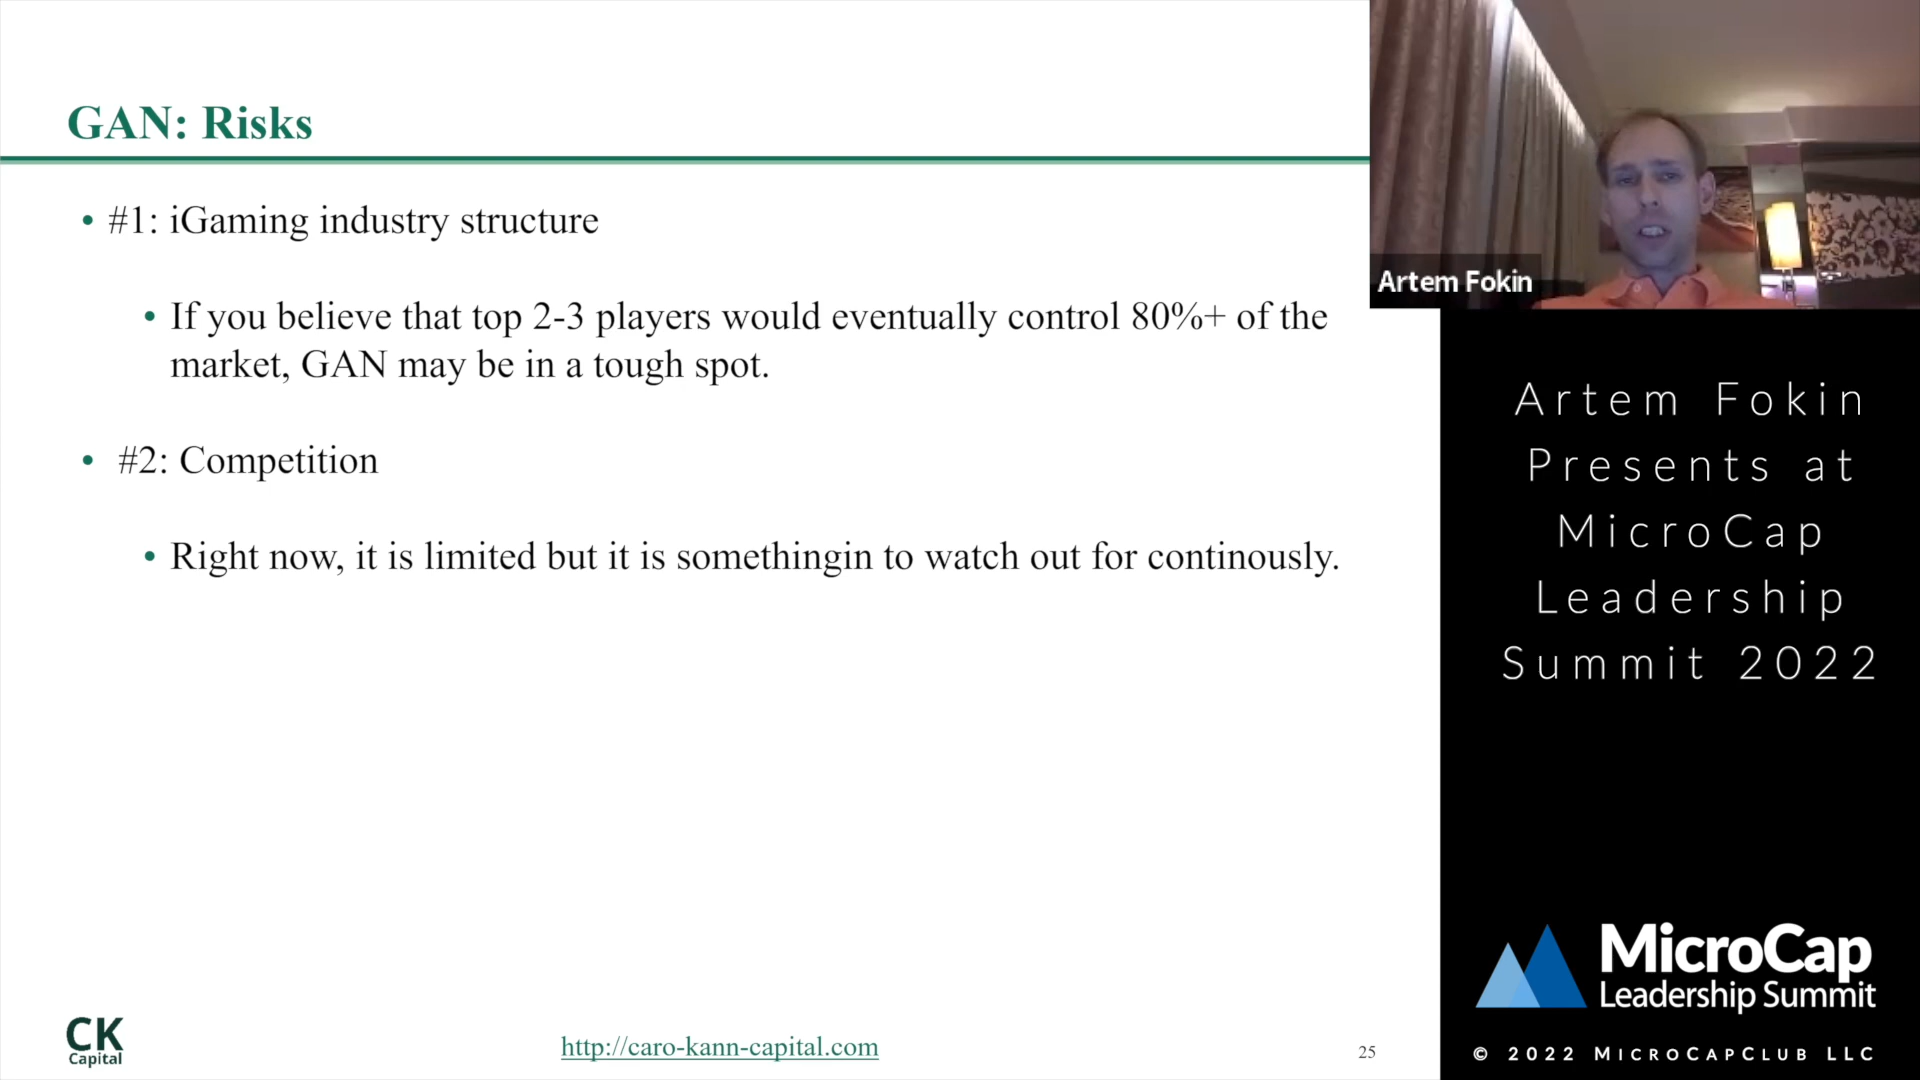 GAN: Risks
• #1: iGaming industry structure
• If you believe that top 2-3 players would eventually control 80%+ of the
market, GAN may be in a tough spot.
• #2: Competition
• Right now, it is limited but it is somethingin to watch out for continously.
CK
Capital
http://caro-kann-capital.com
25
Artem Fokin
Artem Fokin
Presents at
MicroCap
Leadership
Summit 2022
MicroCap
Leadership Summit
© 2022 MicroCapClub LLC